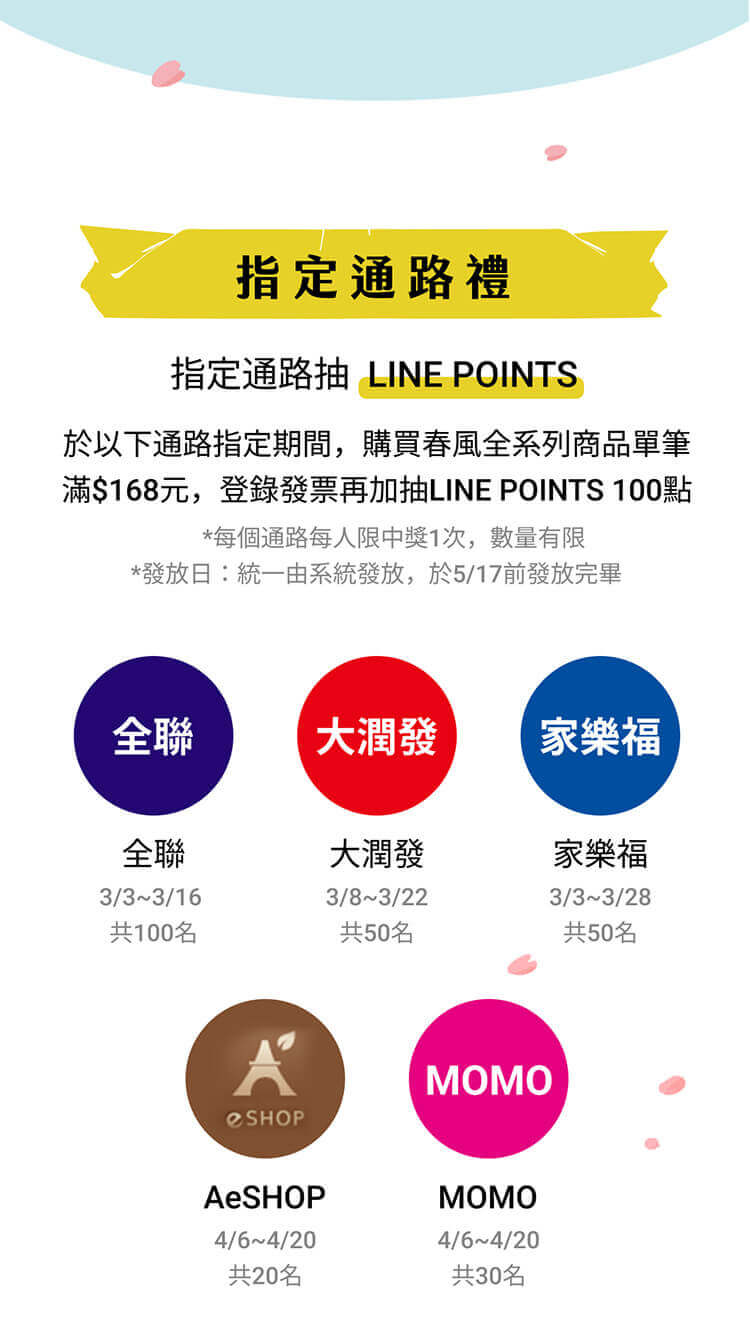 指定通路禮
指定通路抽 LINE POINTS
於以下通路指定期間，購買春風全系列商品單筆
滿$168元，登錄發票再加抽LINE POINTS 100點
*每個通路每人限中獎1次，數量有限
*發放日：統一由系統發放，於5/17前發放完畢
全聯
大潤發
家樂福
全聯
大潤發
家樂福
3/3~3/16
3/8~3/22
3/3~3/28
共100名
共50名
共50名
eSHOP
MOMO
AeSHOP
MOMO
4/6~4/20
4/6~4/20
共20名
共30名